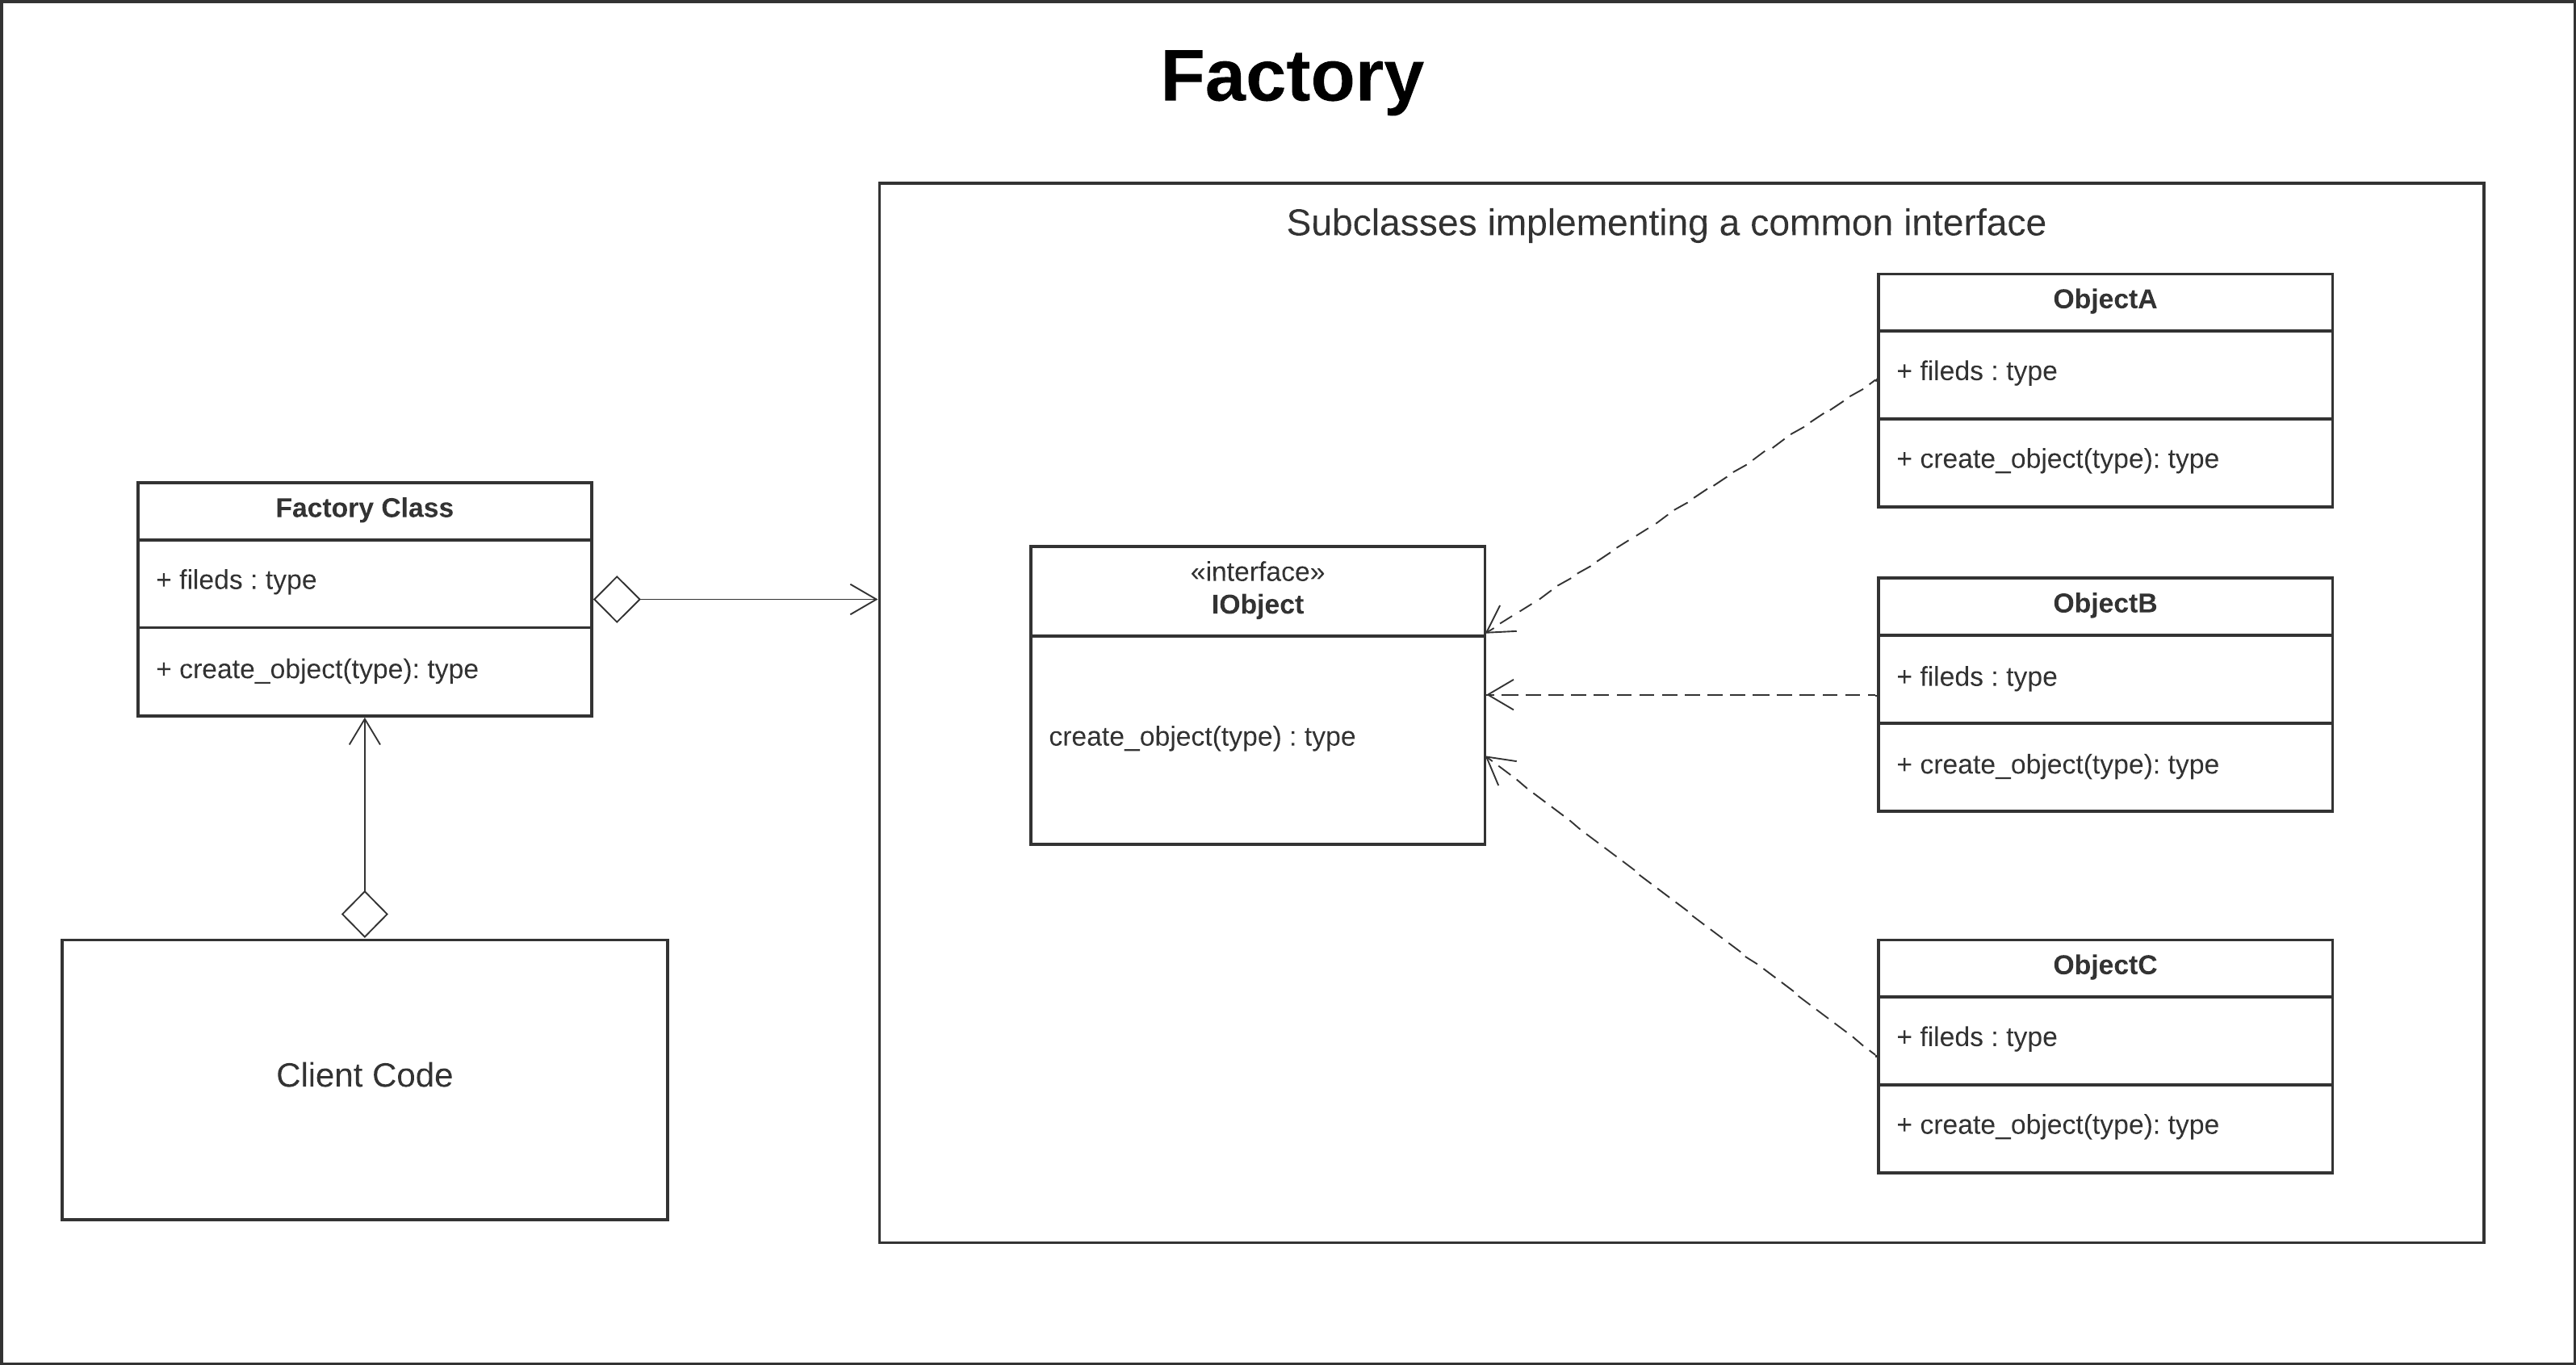 Factory
Subclasses implementing a common interface
ObjectA
+ fileds : type
+ create_object(type): type
Factory Class
+ fileds : type
+ create_object(type): type
«interface»
IObject
create_object(type) : type
ObjectB
+ fileds : type
+ create_object(type): type
Client Code
ObjectC
+ fileds : type
+ create_object(type): type